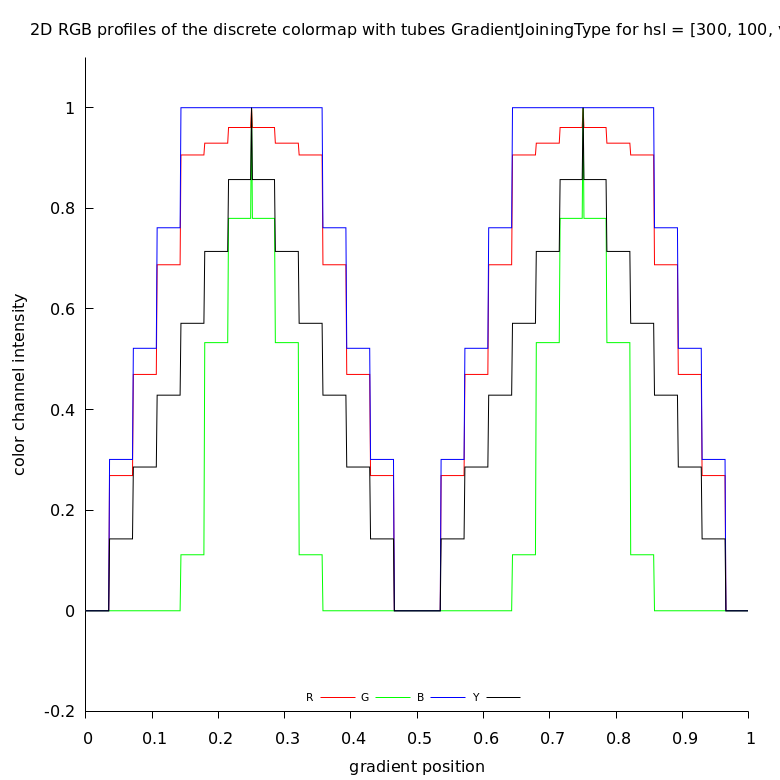 2D RGB profiles of the discrete colormap with tubes GradientJoiningType for hsl = [300, 100,
1
0.8
0.6
0.4
0.2
0
-0.2
color channel intensity
R G B Y
0 0.1 0.2 0.3 0.4 0.5 0.6 0.7 0.8 0.9 1
gradient position